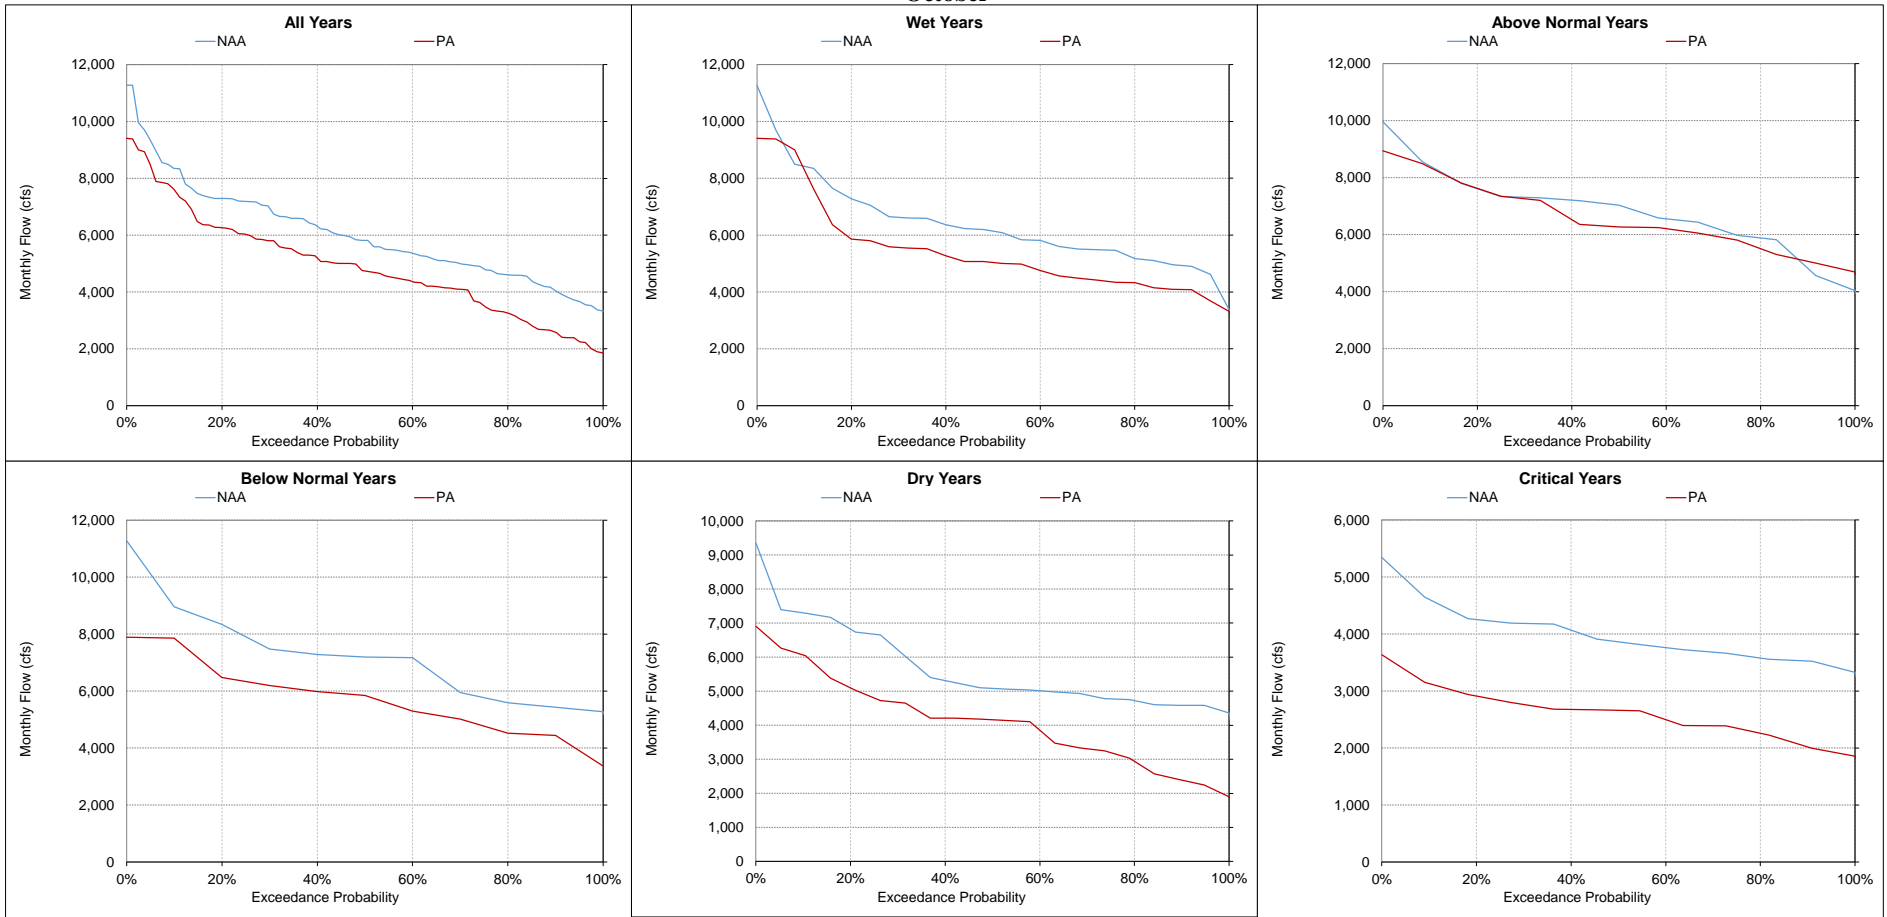 All Years
NAA PA
12,000
10,000
8,000
6,000
4,000
2,000
0
Monthly Flow (cfs)
0% 20% 40% 60% 80% 100%
Exceedance Probability
Wet Years
NAA PA
12,000
10,000
8,000
6,000
4,000
2,000
0
Monthly Flow (cfs)
0% 20% 40% 60% 80% 100%
Exceedance Probability
Above Normal Years
NAA PA
12,000
10,000
8,000
6,000
4,000
2,000
0
Monthly Flow (cfs)
0% 20% 40% 60% 80% 100%
Exceedance Probability
Below Normal Years
NAA PA
12,000
10,000
8,000
6,000
4,000
2,000
0
Monthly Flow (cfs)
0% 20% 40% 60% 80% 100%
Exceedance Probability
Dry Years
NAA PA
10,000
9,000
8,000
7,000
6,000
5,000
4,000
3,000
2,000
1,000
0
Monthly Flow (cfs)
0% 20% 40% 60% 80% 100%
Exceedance Probability
Critical Years
NAA PA
6,000
5,000
4,000
3,000
2,000
1,000
0
Monthly Flow (cfs)
0% 20% 40% 60% 80% 100%
Exceedance Probability